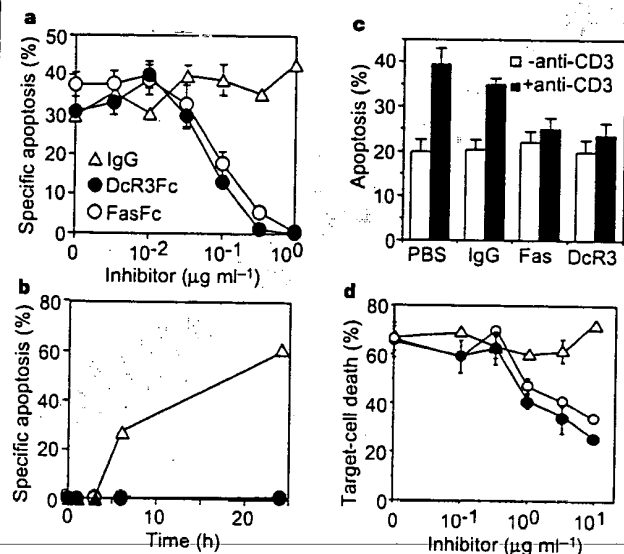 a
50
40
30
20
10
0
Specific apoptosis (%)
△ IgG
● DcR3Fc
○ FasFc
0 10⁻² 10⁻¹ 10⁰
Inhibitor (µg ml⁻¹)
b
80
60
40
20
0
Specific apoptosis (%)
0 10 20
Time (h)
c
40
30
20
10
0
Apoptosis (%)
□ -anti-CD3
■ +anti-CD3
PBS IgG Fas DcR3
d
80
60
40
20
0
Target-cell death (%)
0 10⁻¹ 10⁰ 10¹
Inhibitor (µg ml⁻¹)